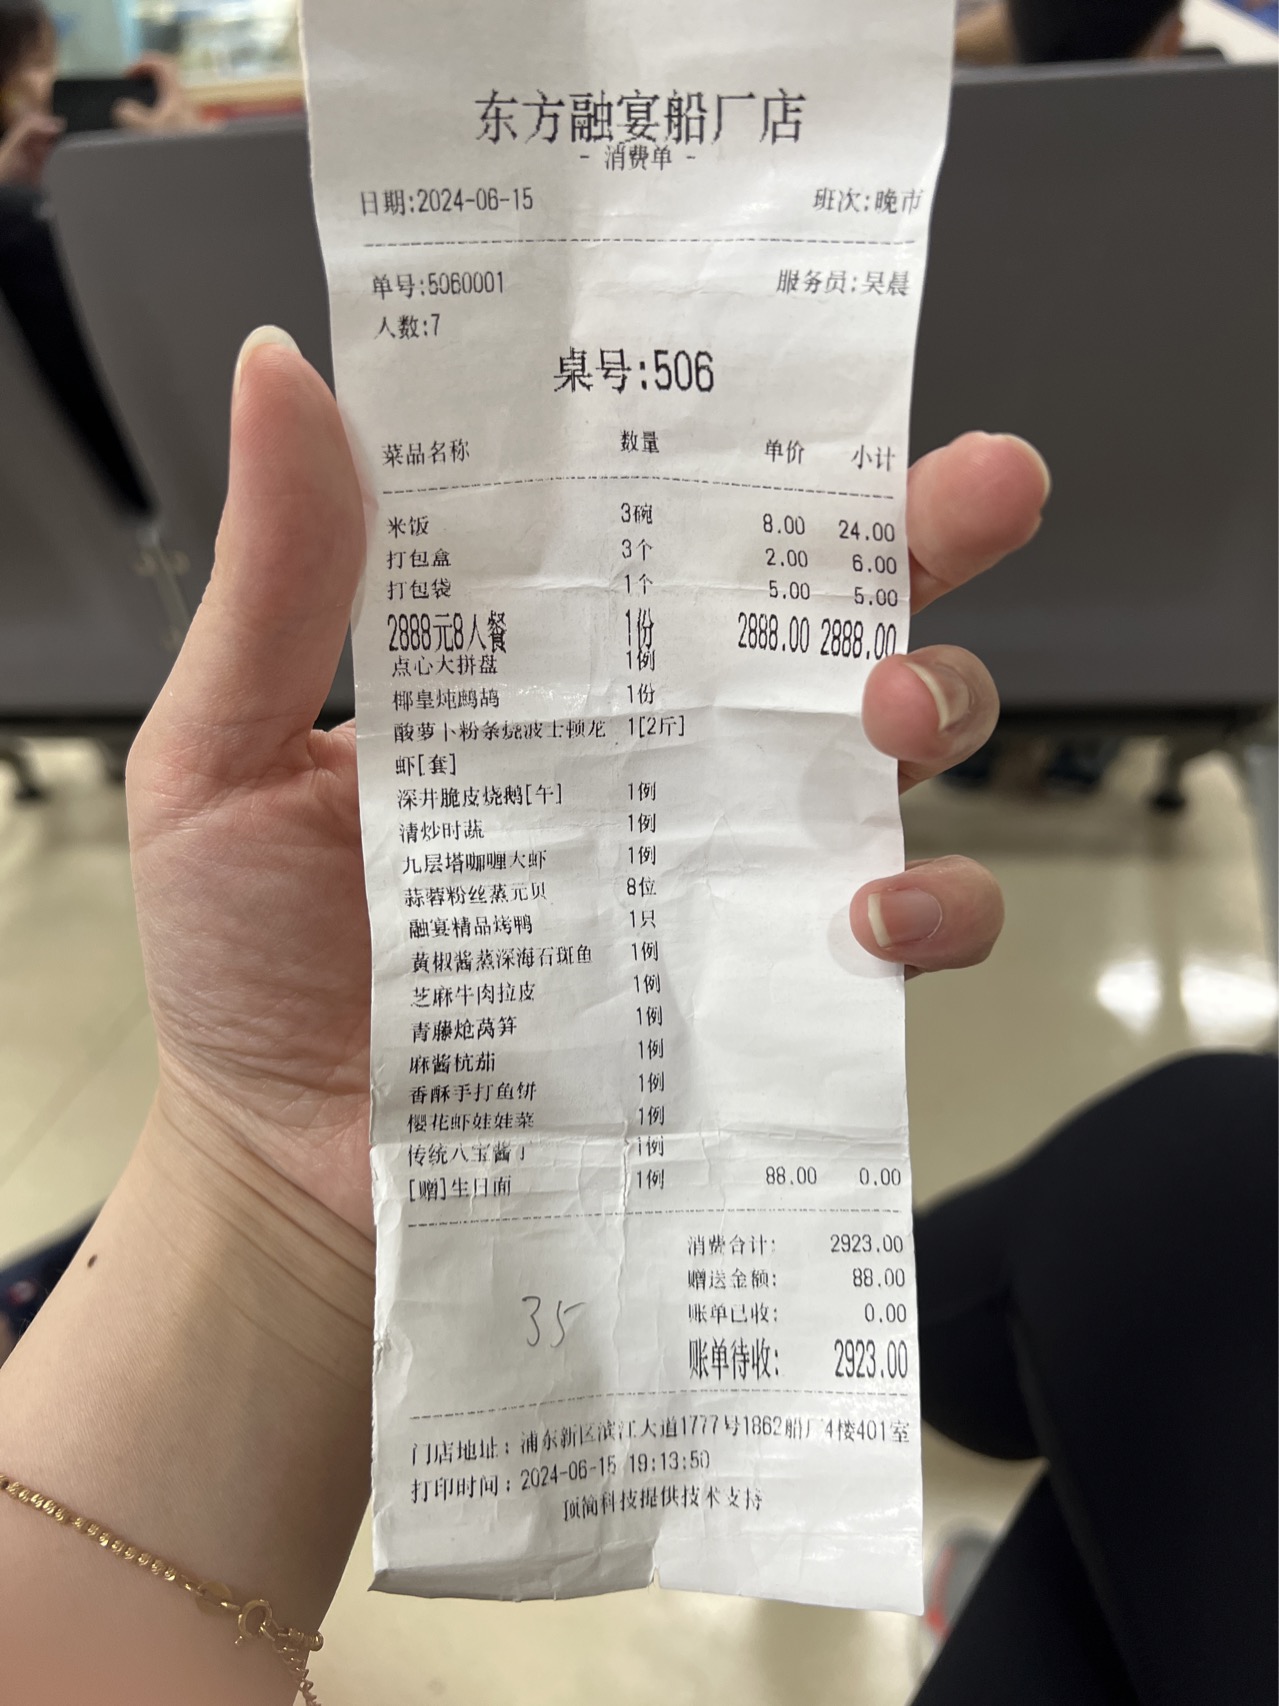 东方融宴船厂店
- 消费单 -
日期:2024-06-15 班次:晚市
单号:5060001 服务员:吴晨
人数:7
桌号:506
菜品名称 数量 单价 小计
米饭 3碗 8.00 24.00
打包盒 3个 2.00 6.00
打包袋 1个 5.00 5.00
2888元8人餐 1份 2888.00 2888.00
点心大拼盘 1例
椰皇炖鹧鸪 1份
酸萝卜粉条烧波士顿龙 1[2斤]
虾[套]
深井脆皮烧鹅[午] 1例
清炒时蔬 1例
九层塔咖喱大虾 1例
蒜蓉粉丝蒸元贝 8位
融宴精品烤鸭 1只
黄椒酱蒸深海石斑鱼 1例
芝麻牛肉拉皮 1例
青藤炝莴笋 1例
麻酱杭茄 1例
香酥手打鱼饼 1例
樱花虾娃娃菜 1例
传统八宝酱丁 1例
[赠]生日面 1例 88.00 0.00
消费合计: 2923.00
赠送金额: 88.00
账单已收: 0.00
35
账单待收: 2923.00
门店地址: 浦东新区滨江大道1777号1862船厂4楼401室
打印时间: 2024-06-15 19:13:50
顶简科技提供技术支持